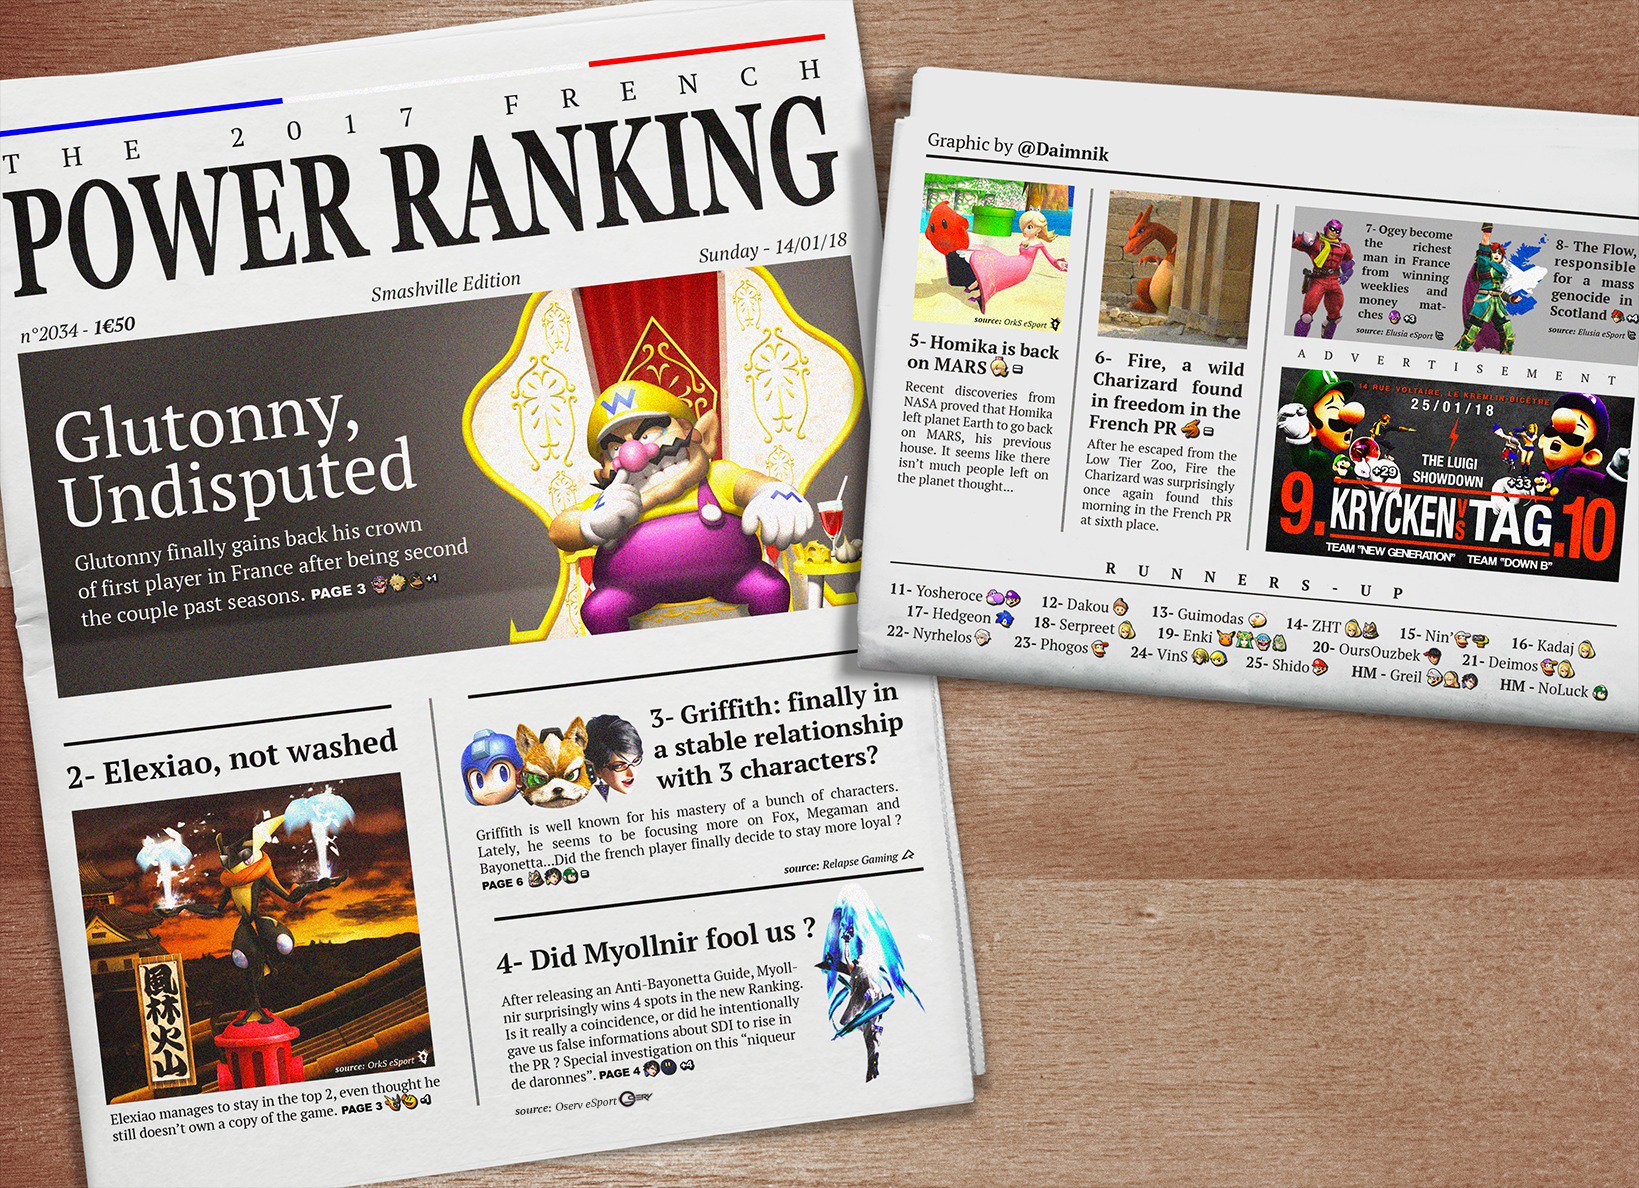 THE 2017 FRENCH
POWER RANKING
Sunday - 14/01/18
Smashville Edition
n°2034 - 1€50
Glutonny,
Undisputed
Glutonny finally gains back his crown
of first player in France after being second
the couple past seasons. PAGE 3 +1
2- Elexiao, not washed
風林火山
source: OrkS eSport
Elexiao manages to stay in the top 2, even thought he
still doesn't own a copy of the game. PAGE 3
3- Griffith: finally in
a stable relationship
with 3 characters?
Griffith is well known for his mastery of a bunch of characters.
Lately, he seems to be focusing more on Fox, Megaman and
Bayonetta...Did the french player finally decide to stay more loyal ?
PAGE 6
source: Relapse Gaming
4- Did Myollnir fool us ?
After releasing an Anti-Bayonetta Guide, Myoll-
nir surprisingly wins 4 spots in the new Ranking.
Is it really a coincidence, or did he intentionally
gave us false informations about SDI to rise in
the PR ? Special investigation on this "niqueur
de daronnes". PAGE 4
source: Oserv eSport
Graphic by @Daimnik
source: OrkS eSport
5- Homika is back
on MARS
Recent discoveries from
NASA proved that Homika
left planet Earth to go back
on MARS, his previous
house. It seems like there
isn't much people left on
the planet thought...
6- Fire, a wild
Charizard found
in freedom in the
French PR
After he escaped from the
Low Tier Zoo, Fire the
Charizard was surprisingly
once again found this
morning in the French PR
at sixth place.
7- Ogey become
the richest
man in France
from winning
weeklies and
money mat-
ches +3
source: Elusia eSport
8- The Flow,
responsible
for a mass
genocide in
Scotland
source: Elusia eSport
ADVERTISEMENT
14 RUE VOLTAIRE, LE KREMLIN-BICÊTRE
25/01/18
THE LUIGI
SHOWDOWN
+29
+33
9. KRYCKEN VS TAG .10
TEAM "NEW GENERATION" TEAM "DOWN B"
RUNNERS-UP
11- Yosheroce 12- Dakou 13- Guimodas 14- ZHT 15- Nin' 16- Kadaj
17- Hedgeon 18- Serpreet 19- Enki 20- OursOuzbek 21- Deimos
22- Nyrhelos 23- Phogos 24- VinS 25- Shido HM - Greil HM - NoLuck